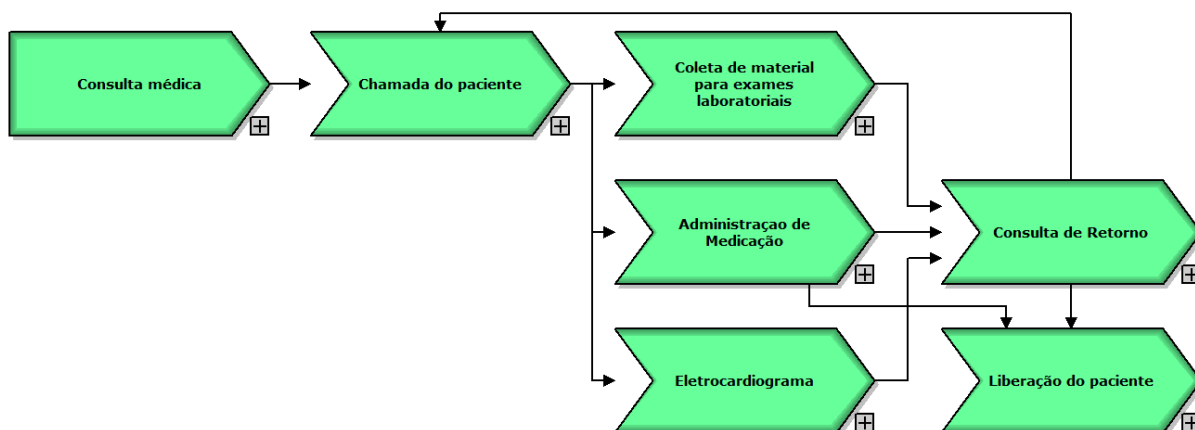 Consulta médica
Chamada do paciente
Coleta de material
para exames
laboratoriais
Administraçao de
Medicação
Consulta de Retorno
Eletrocardiograma
Liberação do paciente